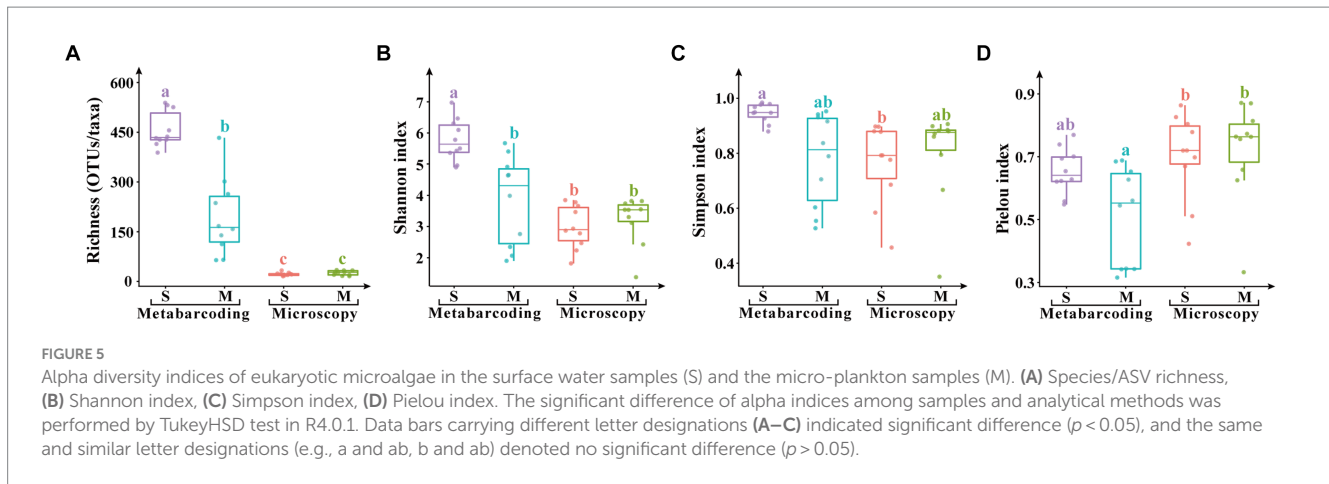 A
B
C
D
Richness (OTUs/taxa)
600
450
300
150
0
a
b
c
c
S
M
S
M
Metabarcoding
Microscopy
Shannon index
7
6
5
4
3
2
a
b
b
b
S
M
S
M
Metabarcoding
Microscopy
Simpson index
1.0
0.8
0.6
0.4
a
ab
b
ab
S
M
S
M
Metabarcoding
Microscopy
Pielou index
0.9
0.7
0.5
0.3
ab
a
b
b
S
M
S
M
Metabarcoding
Microscopy
FIGURE 5
Alpha diversity indices of eukaryotic microalgae in the surface water samples (S) and the micro-plankton samples (M). (A) Species/ASV richness,
(B) Shannon index, (C) Simpson index, (D) Pielou index. The significant difference of alpha indices among samples and analytical methods was
performed by TukeyHSD test in R4.0.1. Data bars carrying different letter designations (A–C) indicated significant difference (p < 0.05), and the same
and similar letter designations (e.g., a and ab, b and ab) denoted no significant difference (p > 0.05).